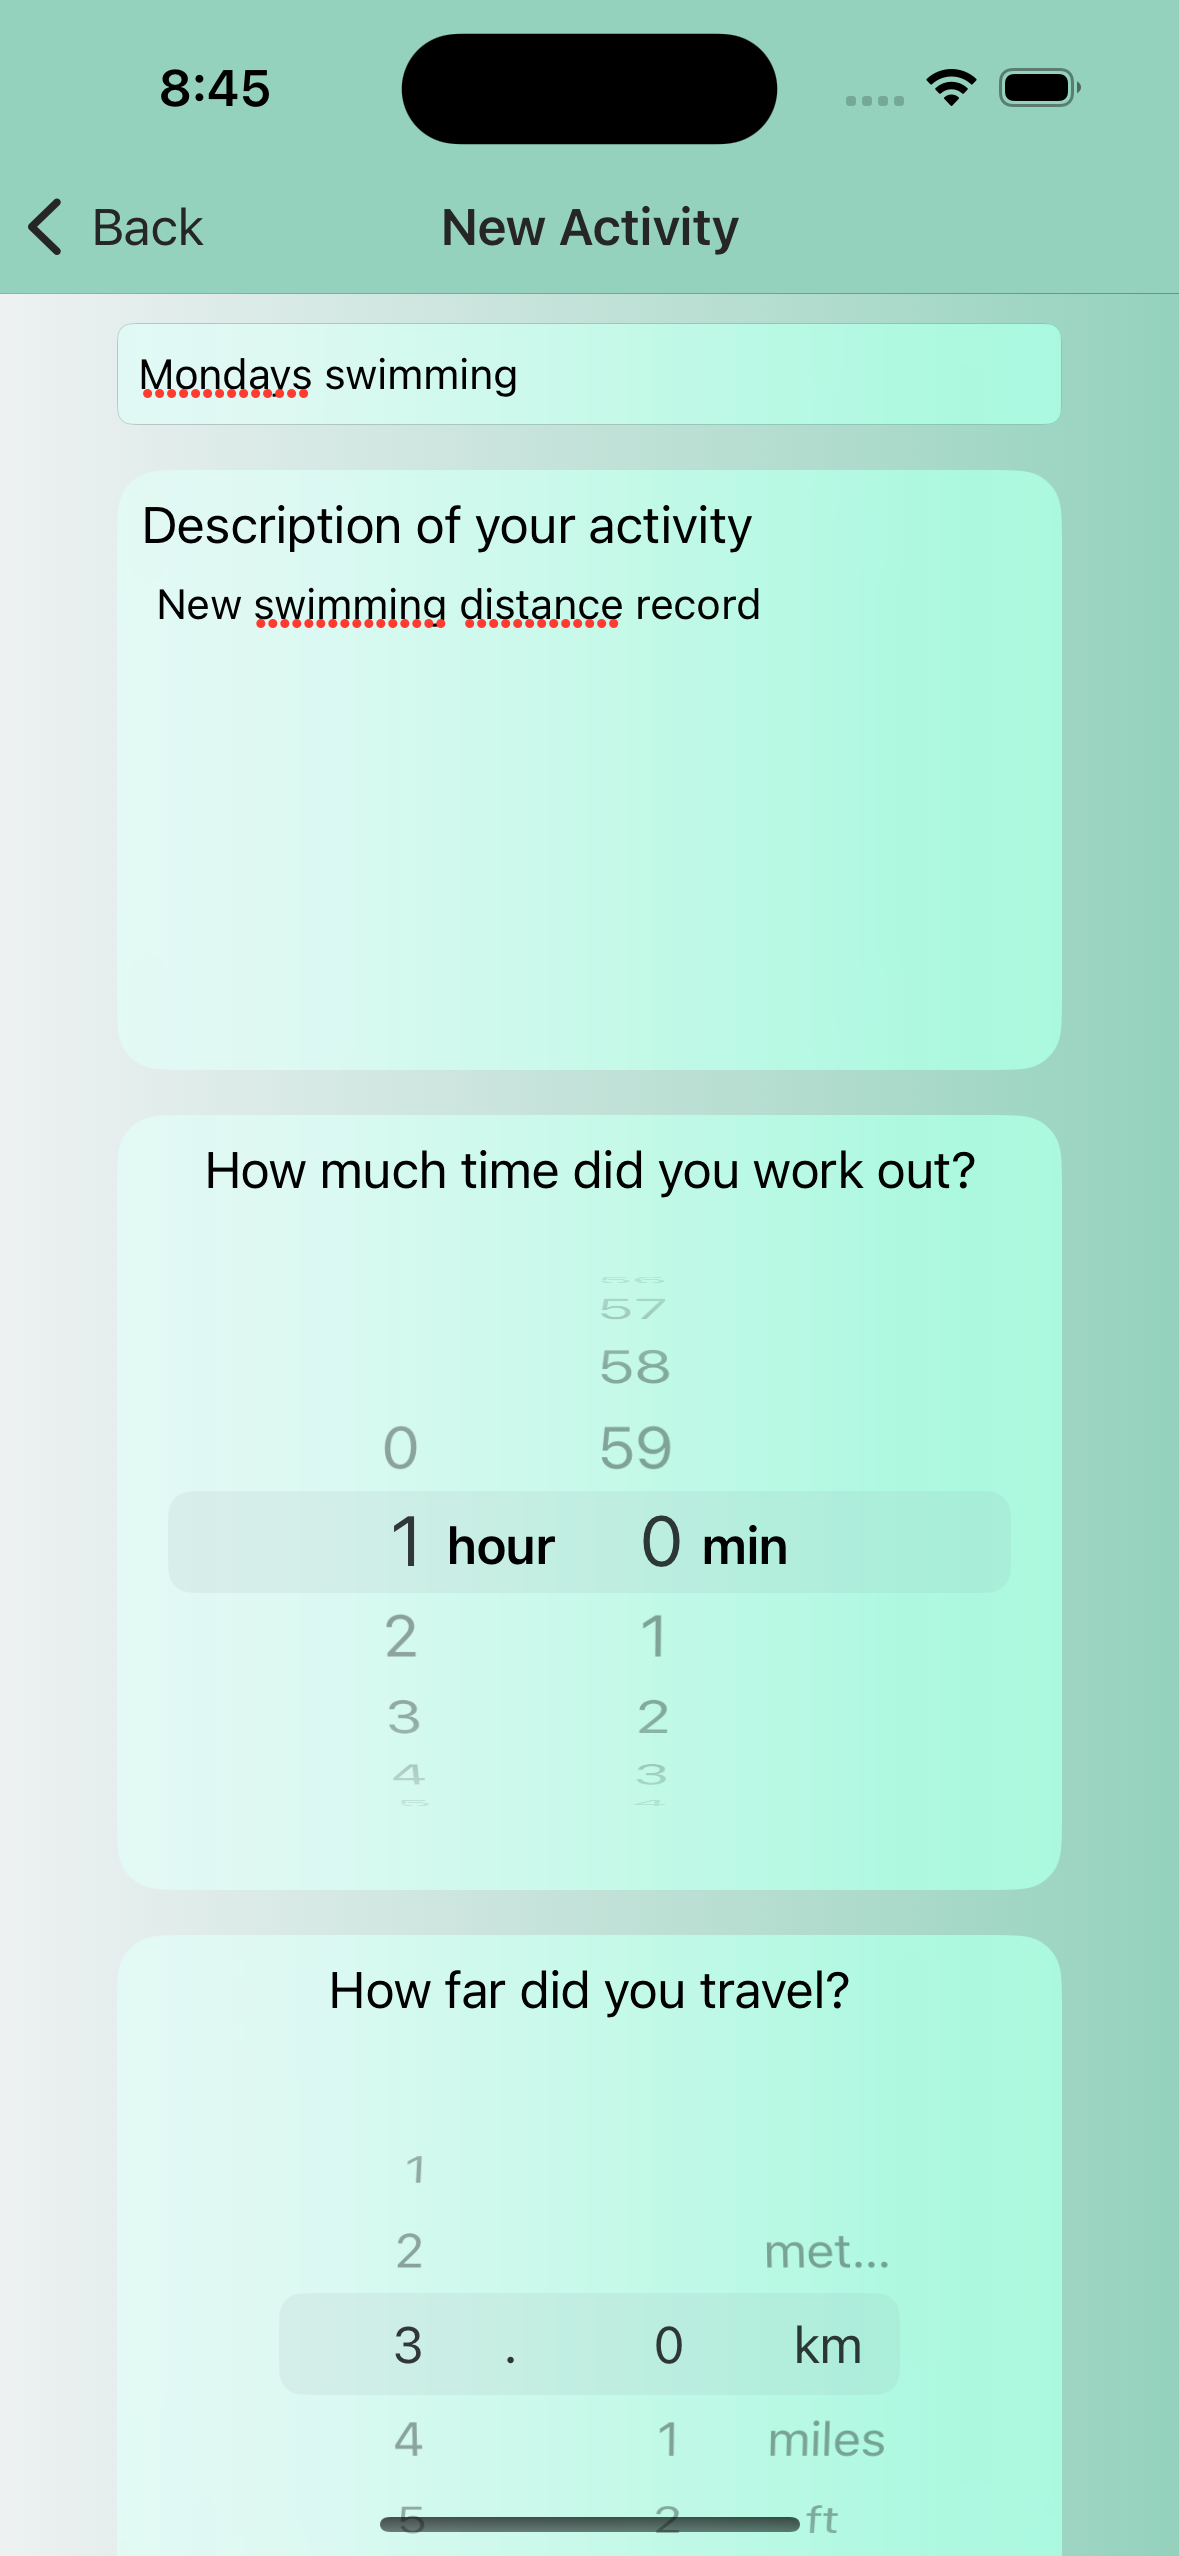 8:45
Back New Activity
Mondays swimming
Description of your activity
New swimming distance record
How much time did you work out?
56
57
58
0 59
1 hour 0 min
2 1
3 2
4 3
5 4
How far did you travel?
1
2 met...
3 . 0 km
4 1 miles
5 2 ft